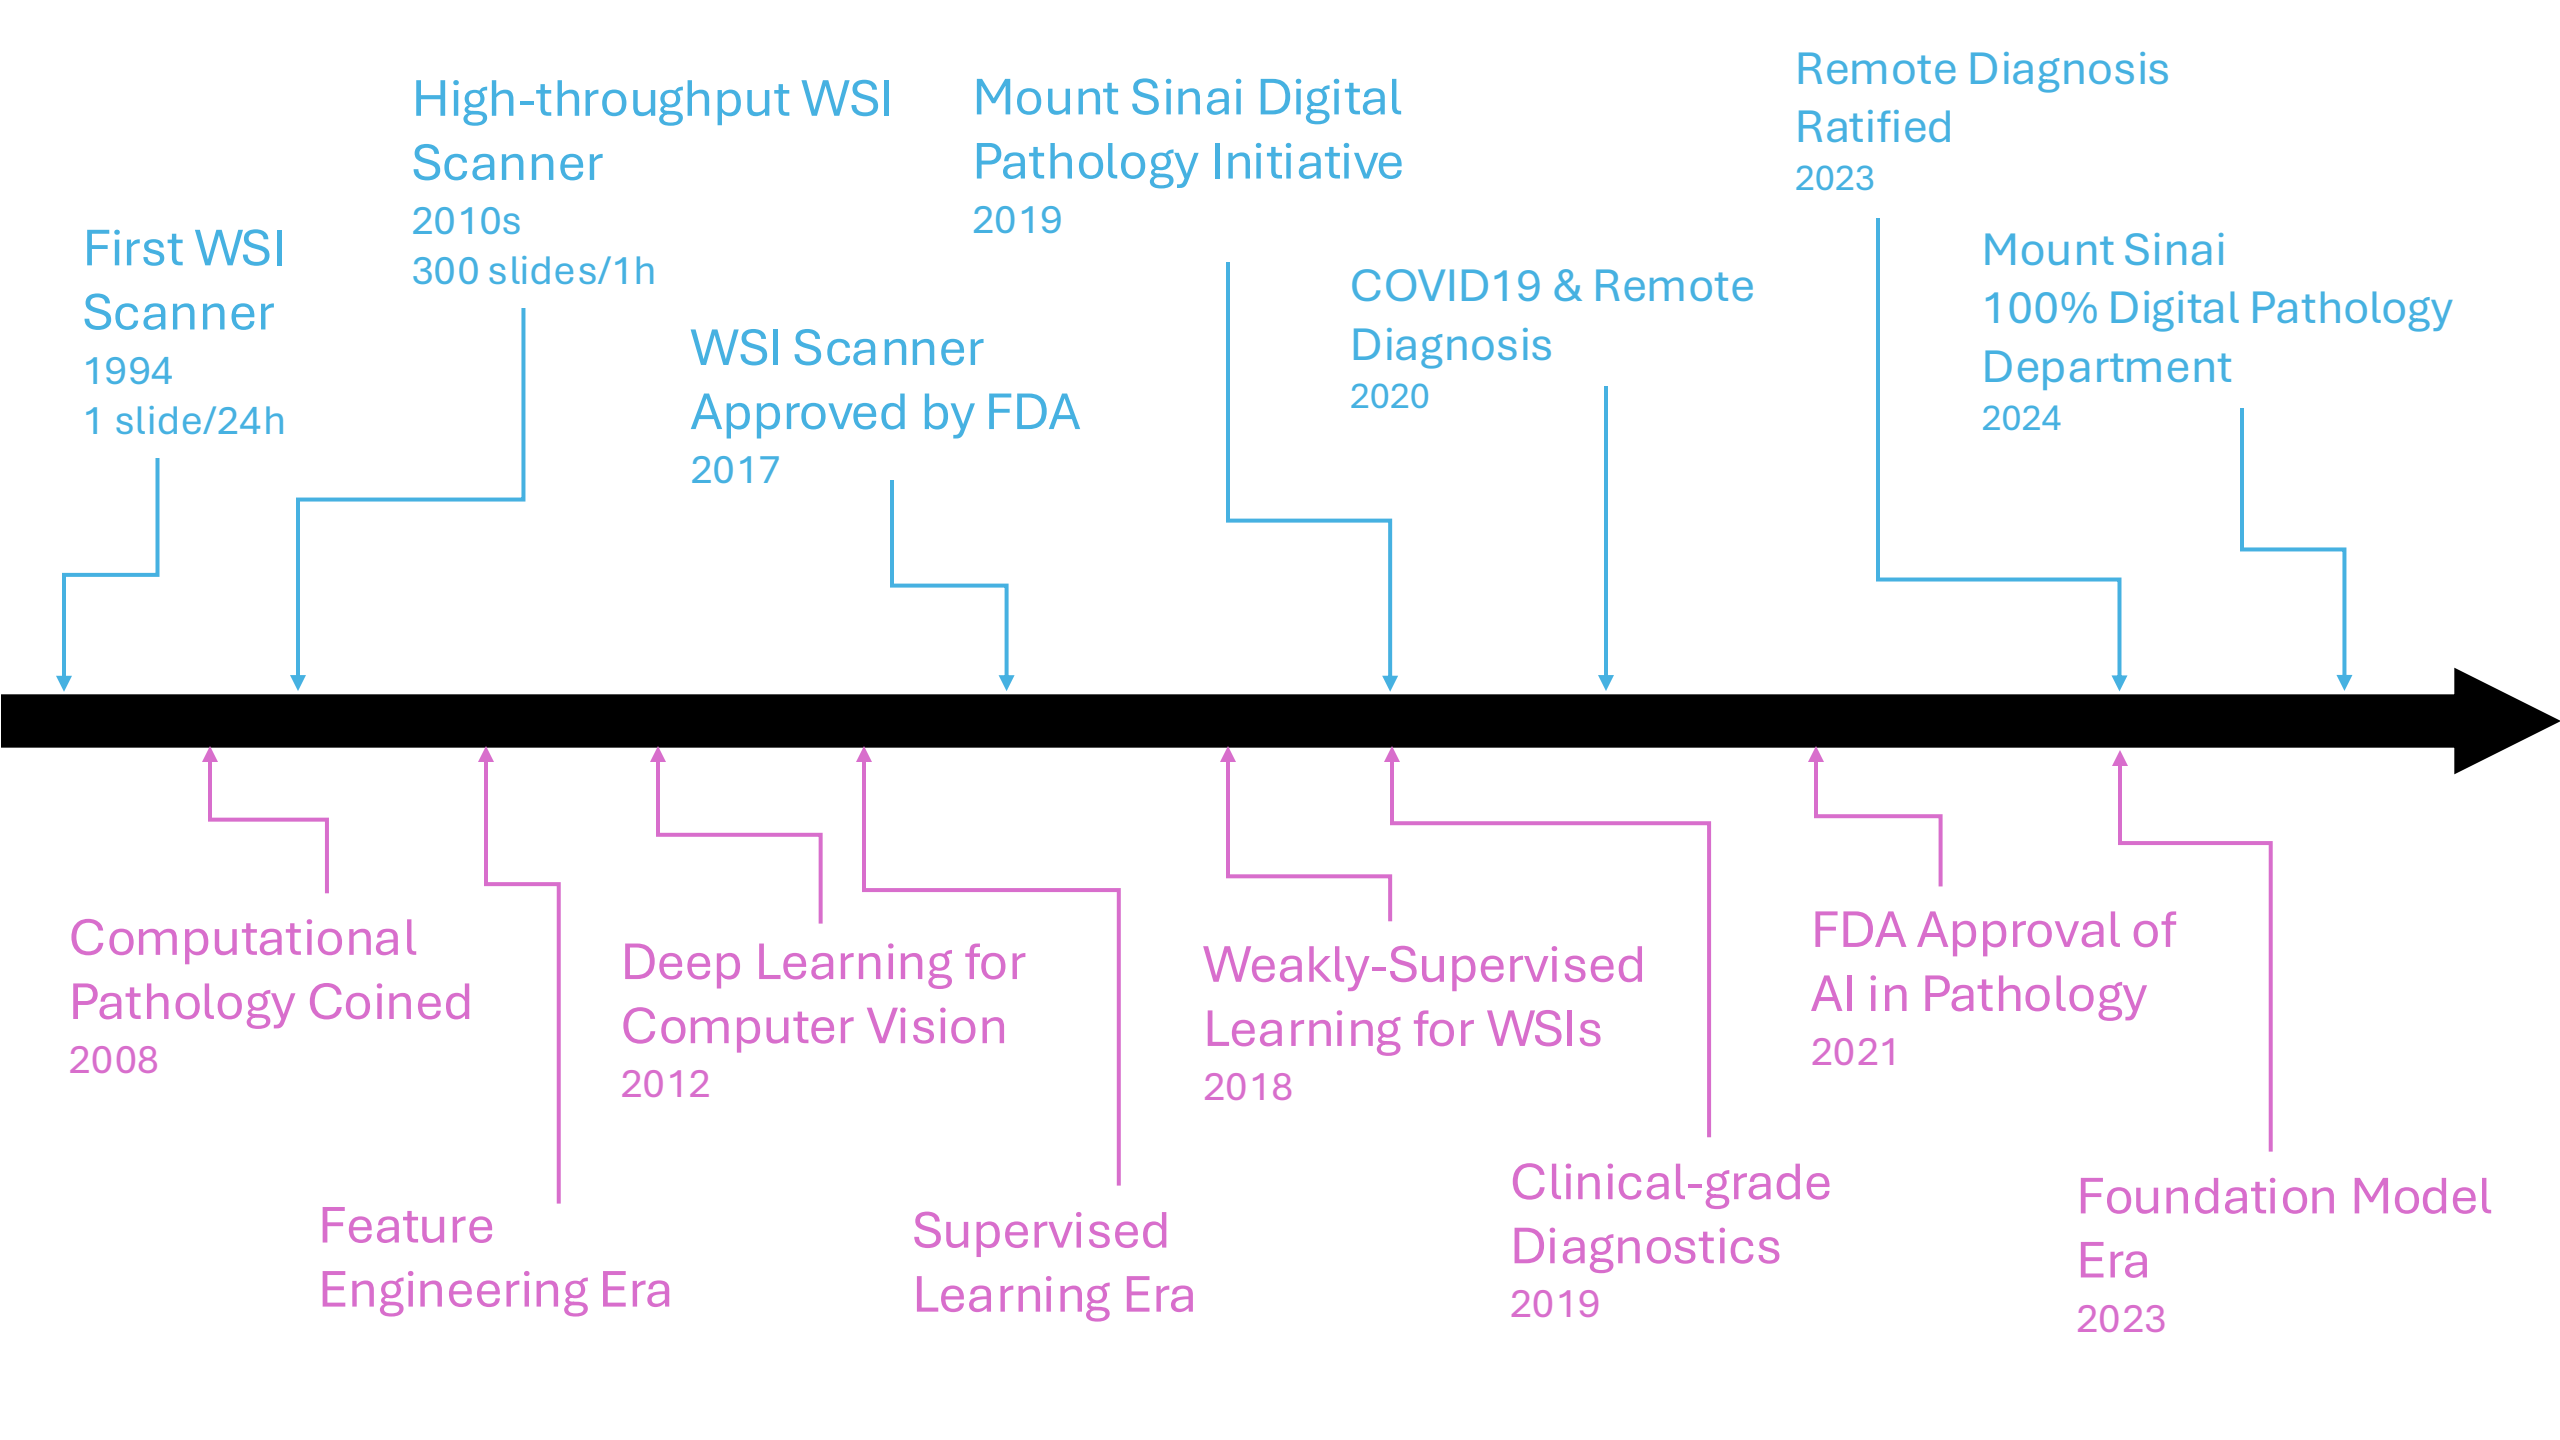 First WSI
Scanner
1994
1 slide/24h
High-throughput WSI
Scanner
2010s
300 slides/1h
WSI Scanner
Approved by FDA
2017
Mount Sinai Digital
Pathology Initiative
2019
COVID19 & Remote
Diagnosis
2020
Remote Diagnosis
Ratified
2023
Mount Sinai
100% Digital Pathology
Department
2024
Computational
Pathology Coined
2008
Feature
Engineering Era
Deep Learning for
Computer Vision
2012
Supervised
Learning Era
Weakly-Supervised
Learning for WSIs
2018
Clinical-grade
Diagnostics
2019
FDA Approval of
AI in Pathology
2021
Foundation Model
Era
2023